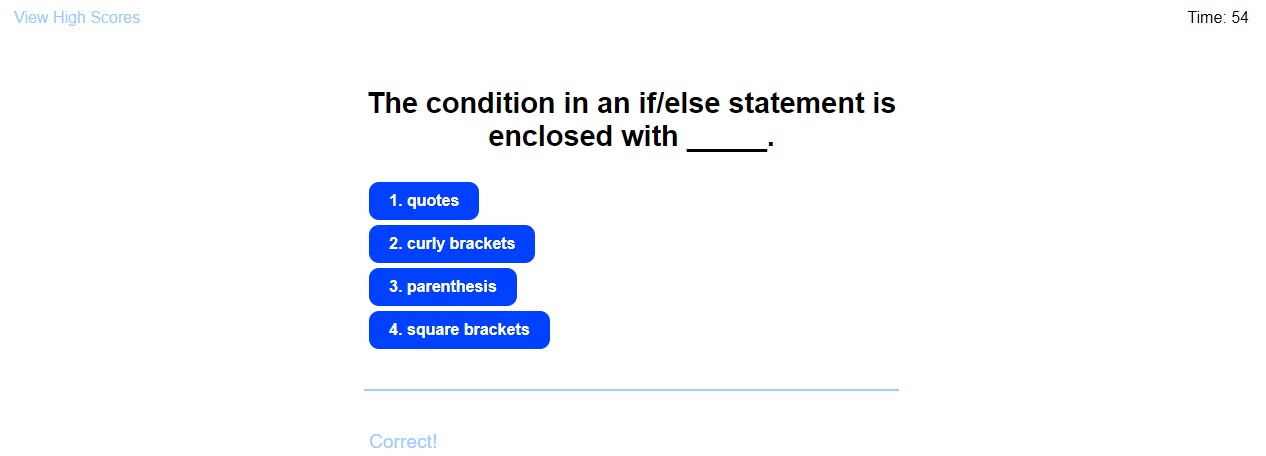 View High Scores
Time: 54
The condition in an if/else statement is
enclosed with _____.
1. quotes
2. curly brackets
3. parenthesis
4. square brackets
Correct!